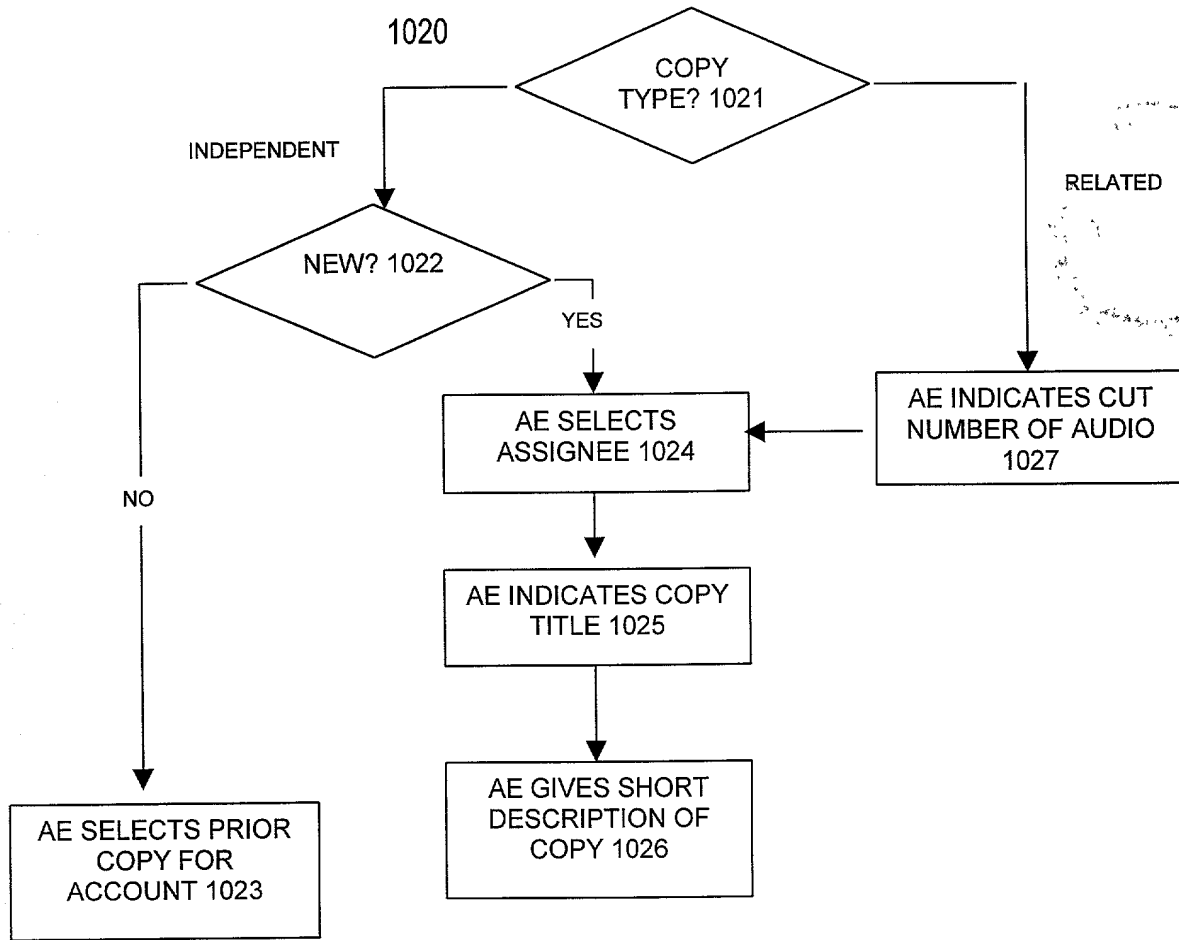 1020
COPY
TYPE? 1021
INDEPENDENT
RELATED
NEW? 1022
YES
AE SELECTS
ASSIGNEE 1024
AE INDICATES CUT
NUMBER OF AUDIO
1027
NO
AE INDICATES COPY
TITLE 1025
AE GIVES SHORT
DESCRIPTION OF
COPY 1026
AE SELECTS PRIOR
COPY FOR
ACCOUNT 1023